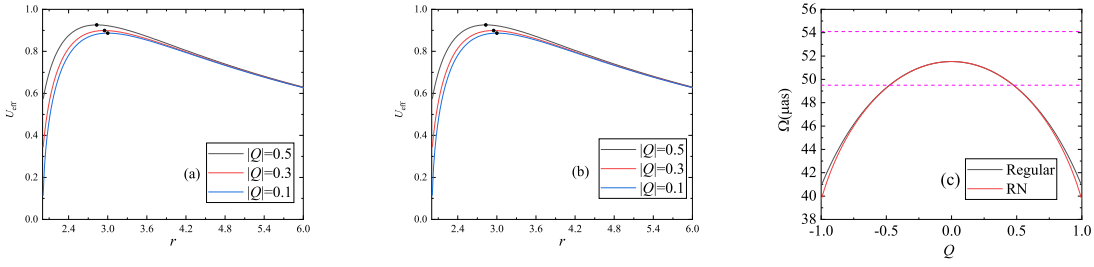 1.0
0.8
0.6
0.4
0.2
0.0
U_eff
2.4 3.0 3.6 4.2 4.8 5.4 6.0
r
(a)
|Q|=0.5
|Q|=0.3
|Q|=0.1
1.0
0.8
0.6
0.4
0.2
0.0
U_eff
2.4 3.0 3.6 4.2 4.8 5.4 6.0
r
(b)
|Q|=0.5
|Q|=0.3
|Q|=0.1
56
54
52
50
48
46
44
42
40
38
Ω(μas)
-1.0 -0.5 0.0 0.5 1.0
Q
(c)
Regular
RN